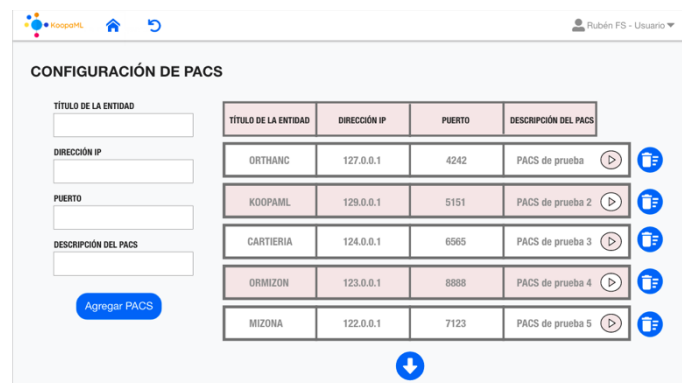 KoopaML
Rubén FS - Usuario
CONFIGURACIÓN DE PACS
TÍTULO DE LA ENTIDAD
DIRECCIÓN IP
PUERTO
DESCRIPCIÓN DEL PACS
Agregar PACS
TÍTULO DE LA ENTIDAD DIRECCIÓN IP PUERTO DESCRIPCIÓN DEL PACS
ORTHANC 127.0.0.1 4242 PACS de prueba
KOOPAML 129.0.0.1 5151 PACS de prueba 2
CARTIERIA 124.0.0.1 6565 PACS de prueba 3
ORMIZON 123.0.0.1 8888 PACS de prueba 4
MIZONA 122.0.0.1 7123 PACS de prueba 5